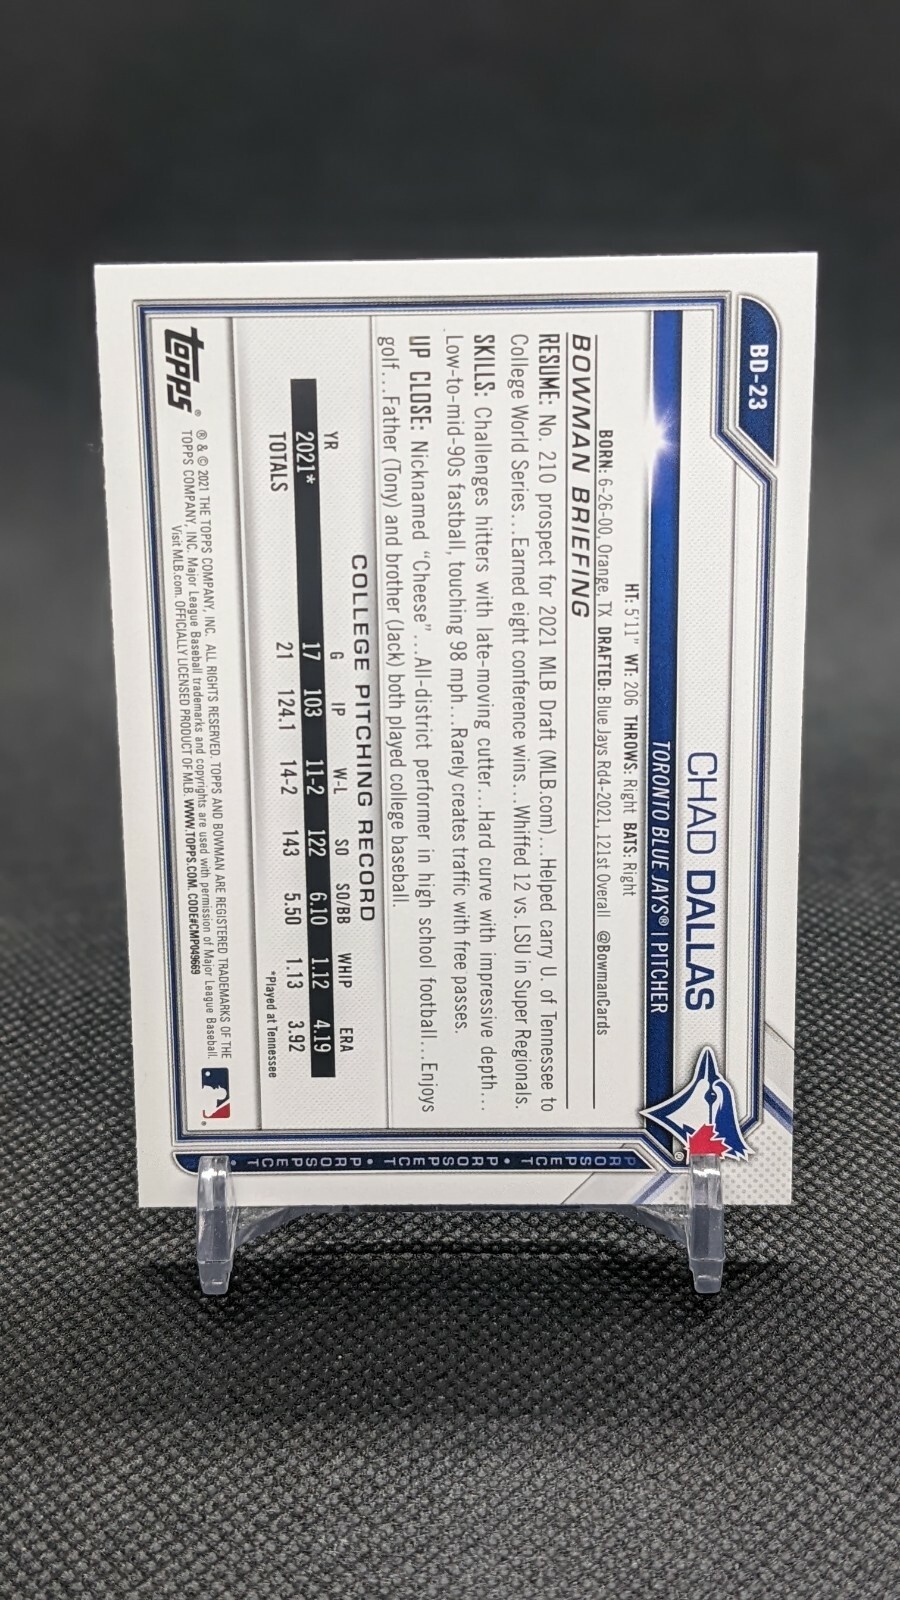 BD-23
CHAD DALLAS
TORONTO BLUE JAYS® | PITCHER
HT: 5'11" WT: 206 THROWS: Right BATS: Right
BORN: 6-26-00, Orange, TX DRAFTED: Blue Jays Rd4-2021, 121st Overall @BowmanCards
BOWMAN BRIEFING
RESUME: No. 210 prospect for 2021 MLB Draft (MLB.com)...Helped carry U. of Tennessee to
College World Series...Earned eight conference wins...Whiffed 12 vs. LSU in Super Regionals.
SKILLS: Challenges hitters with late-moving cutter...Hard curve with impressive depth...
Low-to-mid-90s fastball, touching 98 mph...Rarely creates traffic with free passes.
UP CLOSE: Nicknamed “Cheese”...All-district performer in high school football...Enjoys
golf...Father (Tony) and brother (Jack) both played college baseball.
COLLEGE PITCHING RECORD
YR G IP W-L SO SO/BB WHIP ERA
2021* 17 103 11-2 122 6.10 1.12 4.19
TOTALS 21 124.1 14-2 143 5.50 1.13 3.92
*Played at Tennessee
topps®
® & © 2021 THE TOPPS COMPANY, INC. ALL RIGHTS RESERVED. TOPPS AND BOWMAN ARE REGISTERED TRADEMARKS OF THE
TOPPS COMPANY, INC. Major League Baseball trademarks and copyrights are used with permission of Major League Baseball.
Visit MLB.com. OFFICIALLY LICENSED PRODUCT OF MLB. WWW.TOPPS.COM. CODE#CMP049669
PROSPECT • PROSPECT • PROSPECT •